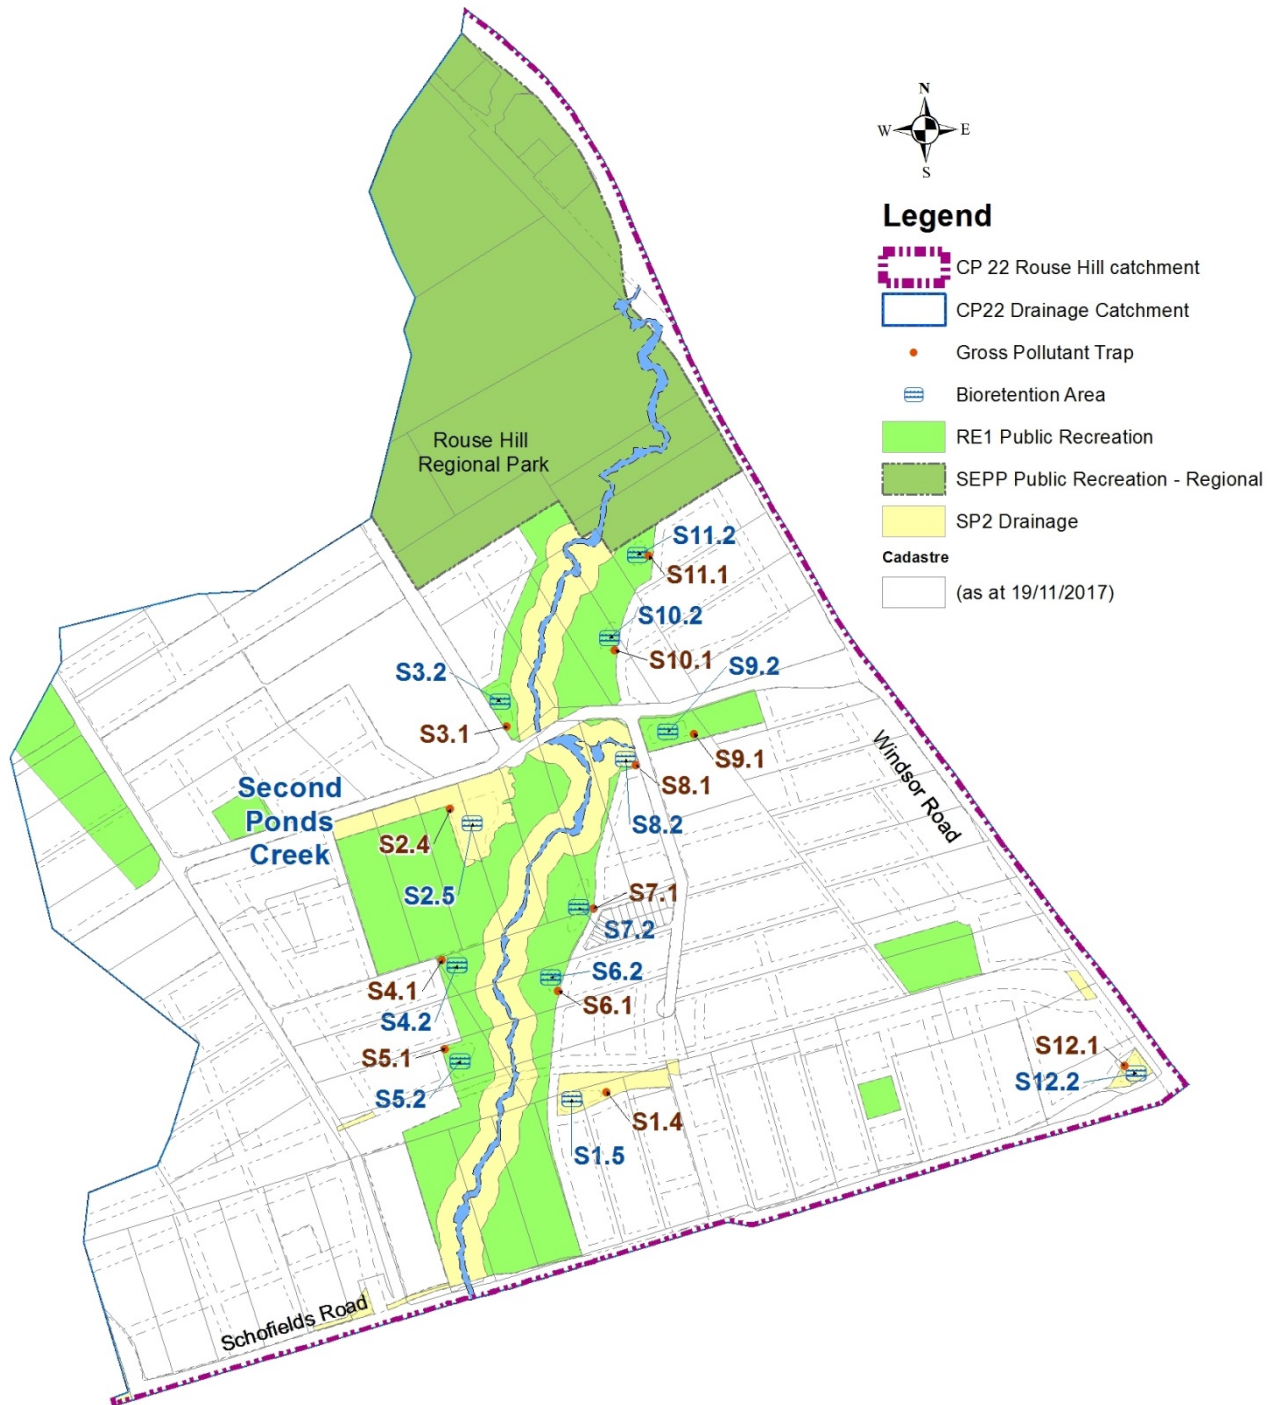 N
W
E
S
Legend
CP 22 Rouse Hill catchment
CP22 Drainage Catchment
Gross Pollutant Trap
Bioretention Area
RE1 Public Recreation
SEPP Public Recreation - Regional
SP2 Drainage
Cadastre
(as at 19/11/2017)
Rouse Hill
Regional Park
S11.2
S11.1
S10.2
S10.1
S9.2
S3.2
S3.1
S9.1
Windsor Road
S8.1
S8.2
Second
Ponds
Creek
S2.4
S2.5
S7.1
S7.2
S6.2
S6.1
S4.1
S4.2
S5.1
S5.2
S12.1
S12.2
S1.4
S1.5
Schofields Road